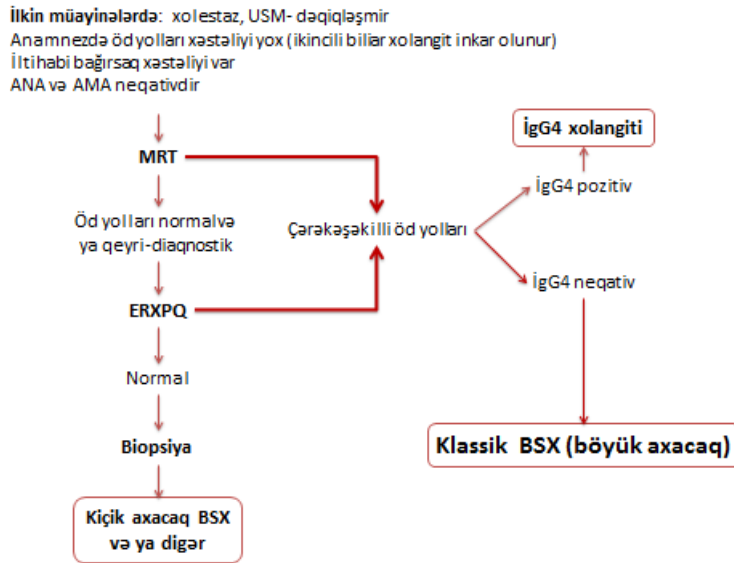 İlkin müayinələrdə: xolestaz, USM- dəqiqləşmir
Anamnezdə öd yolları xəstəliyi yox (ikincili biliar xolangit inkar olunur)
İltihabi bağırsaq xəstəliyi var
ANA və AMA neqativdir
MRT
Öd yolları normal və
ya qeyri-diaqnostik
ERXPQ
Normal
Biopsiya
Kiçik axacaq BSX
və ya digər
Çərəkəşəkilli öd yolları
İgG4 xolangiti
İgG4 pozitiv
İgG4 neqativ
Klassik BSX (böyük axacaq)